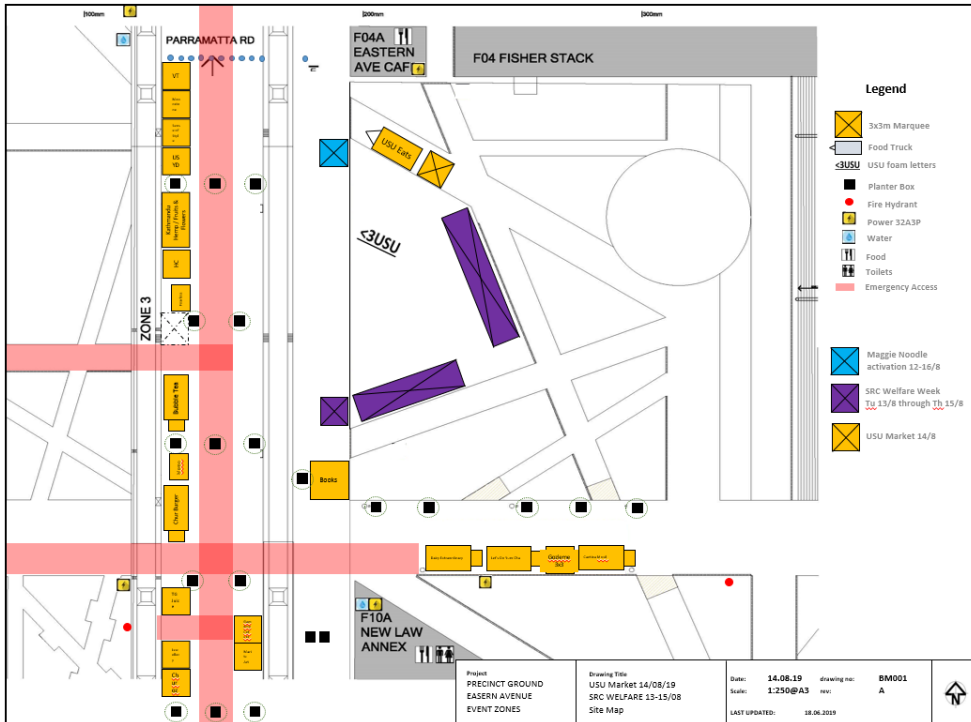 100mm
200mm
300mm
PARRAMATTA RD
F04A
EASTERN
AVE CAF
F04 FISHER STACK
VT
US
YD
USU Eats
Kathmandu
Hemp / Fruits &
Flowers
HC
<3USU
ZONE 3
Bubble Tea
Char Burger
Books
Gozleme
F10A
NEW LAW
ANNEX
Legend
3x3m Marquee
Food Truck
<3USU USU foam letters
Planter Box
Fire Hydrant
Power 32A3P
Water
Food
Toilets
Emergency Access
Maggie Noodle
activation 12-16/8
SRC Welfare Week
Tu 13/8 through Th 15/8
USU Market 14/8
Project
PRECINCT GROUND
EASERN AVENUE
EVENT ZONES
Drawing Title
USU Market 14/08/19
SRC WELFARE 13-15/08
Site Map
Date: 14.08.19 drawing no: BM001
Scale: 1:250@A3 rev: A
LAST UPDATED: 18.06.2019
N